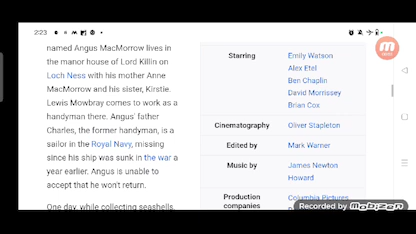 2:23
named Angus MacMorrow lives in
the manor house of Lord Killin on
Loch Ness with his mother Anne
MacMorrow and his sister, Kirstie.
Lewis Mowbray comes to work as a
handyman there. Angus' father
Charles, the former handyman, is a
sailor in the Royal Navy, missing
since his ship was sunk in the war a
year earlier. Angus is unable to
accept that he won't return.
One day, while collecting seashells,
Starring
Emily Watson
Alex Etel
Ben Chaplin
David Morrissey
Brian Cox
Cinematography
Oliver Stapleton
Edited by
Mark Warner
Music by
James Newton
Howard
Production
companies
Columbia Pictures
Recorded by mobizen